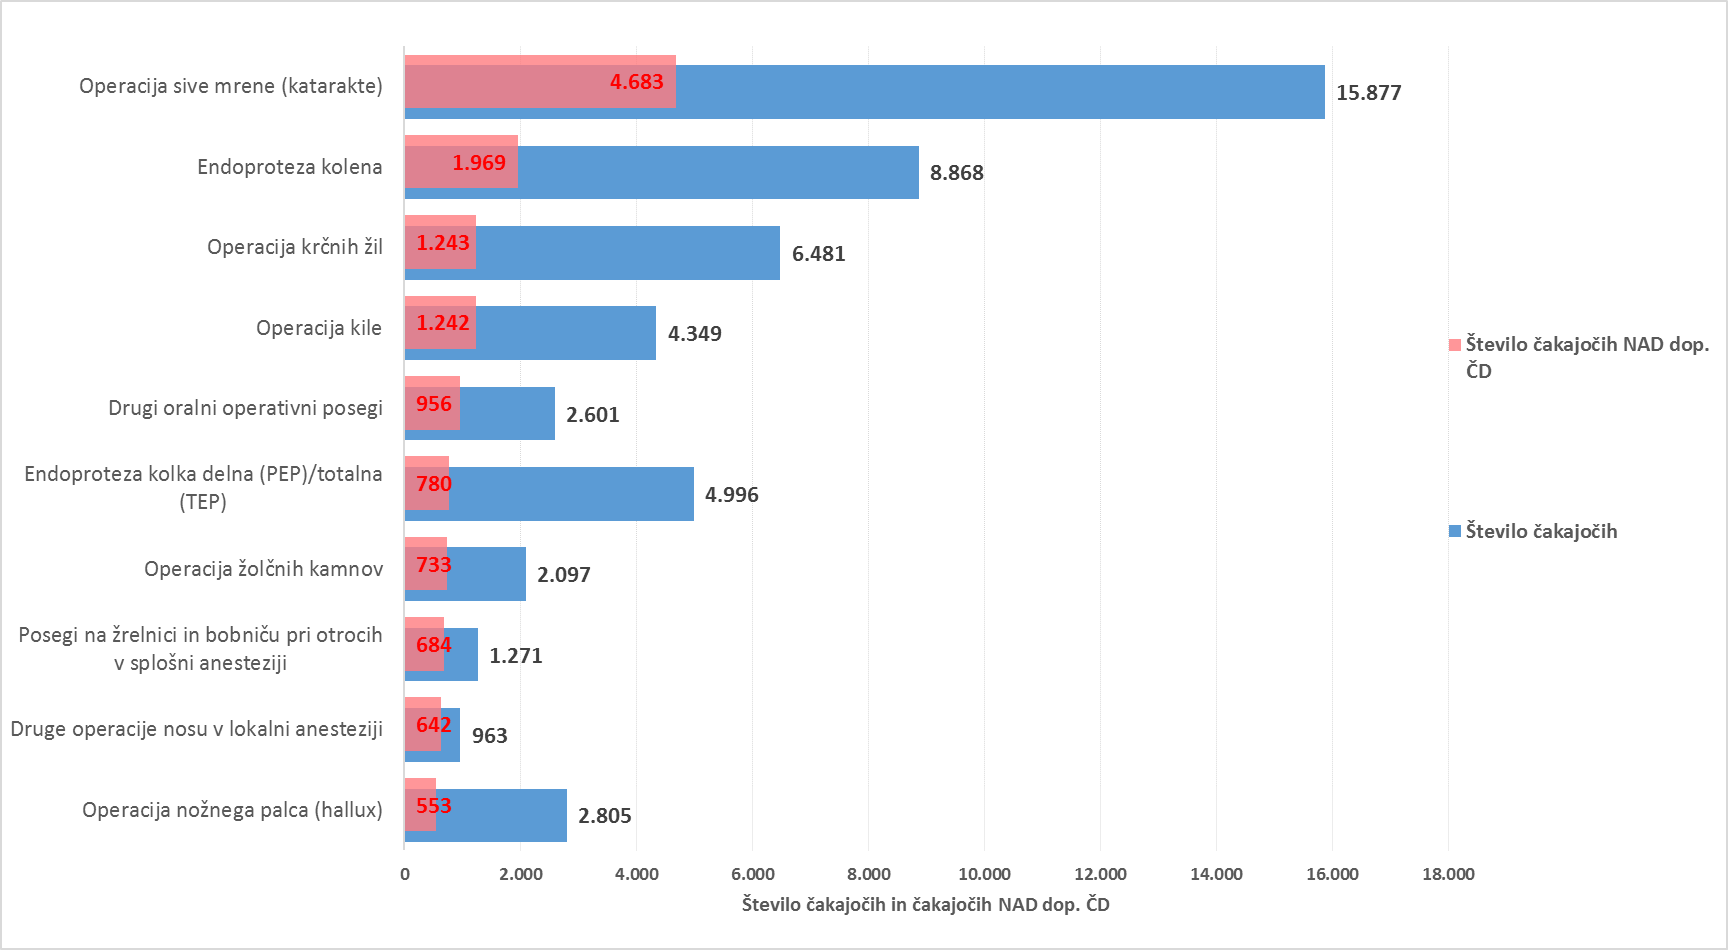 Operacija sive mrene (katarakte)
4.683
15.877
Endoproteza kolena
1.969
8.868
Operacija krčnih žil
1.243
6.481
Operacija kile
1.242
4.349
Drugi oralni operativni posegi
956
2.601
Endoproteza kolka delna (PEP)/totalna
(TEP)
780
4.996
Operacija žolčnih kamnov
733
2.097
Posegi na žrelnici in bobniču pri otrocih
v splošni anesteziji
684
1.271
Druge operacije nosu v lokalni anesteziji
642
963
Operacija nožnega palca (hallux)
553
2.805
0 2.000 4.000 6.000 8.000 10.000 12.000 14.000 16.000 18.000
Število čakajočih in čakajočih NAD dop. ČD
Število čakajočih NAD dop.
ČD
Število čakajočih